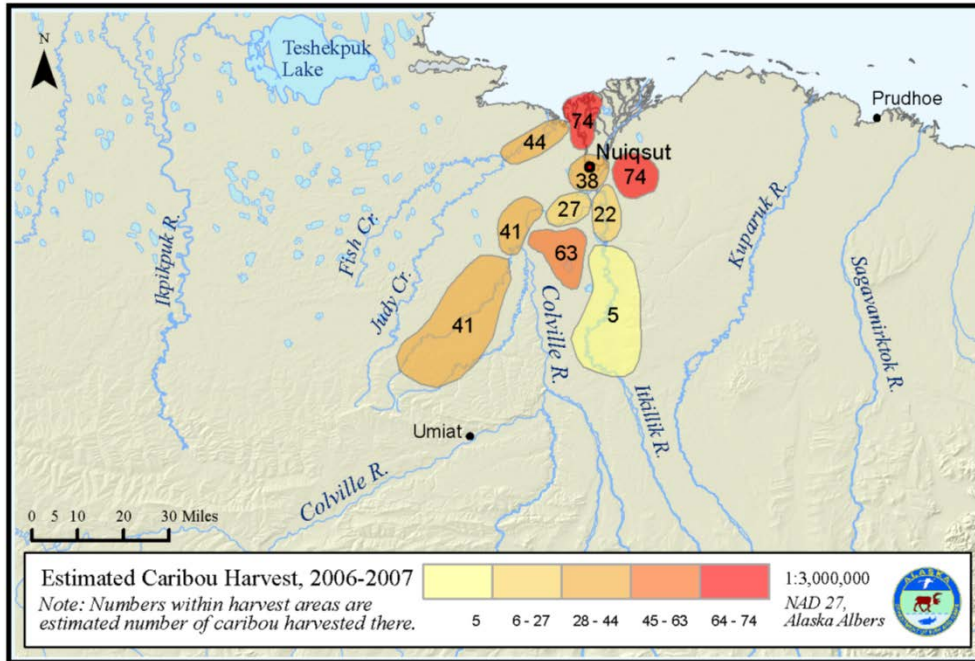 N
Teshekpuk
Lake
Prudhoe
74
44
Nuiqsut
38
74
27
22
41
63
5
41
Ikpikpuk R.
Fish Cr.
Judy Cr.
Colville R.
Itkillik R.
Kuparuk R.
Sagavanirktok R.
Umiat
Colville R.
0 5 10 20 30 Miles
Estimated Caribou Harvest, 2006-2007
Note: Numbers within harvest areas are
estimated number of caribou harvested there.
5 6 - 27 28 - 44 45 - 63 64 - 74
1:3,000,000
NAD 27,
Alaska Albers
ALASKA